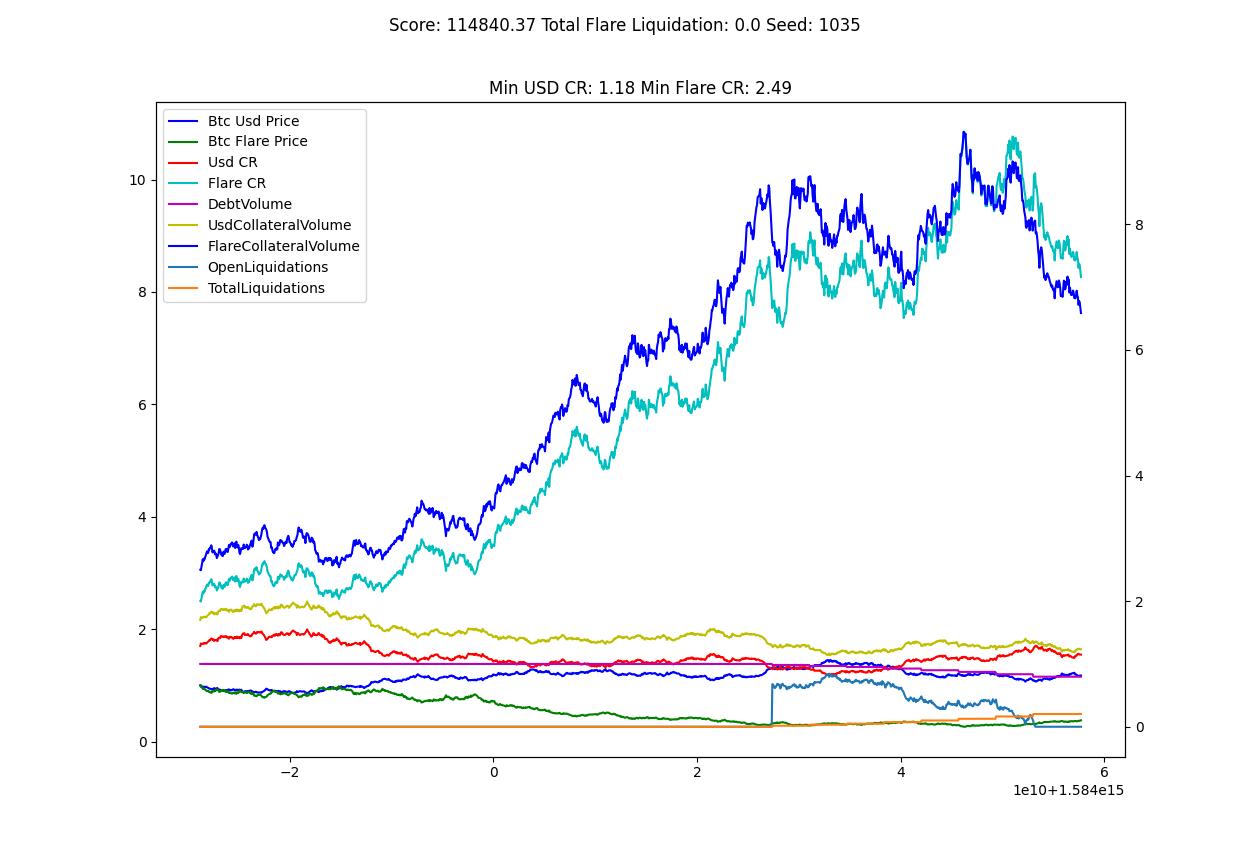 Score: 114840.37 Total Flare Liquidation: 0.0 Seed: 1035
Min USD CR: 1.18 Min Flare CR: 2.49
Btc Usd Price
Btc Flare Price
Usd CR
Flare CR
DebtVolume
UsdCollateralVolume
FlareCollateralVolume
OpenLiquidations
TotalLiquidations
10
8
6
4
2
0
8
6
4
2
0
−2
0
2
4
6
1e10+1.584e15